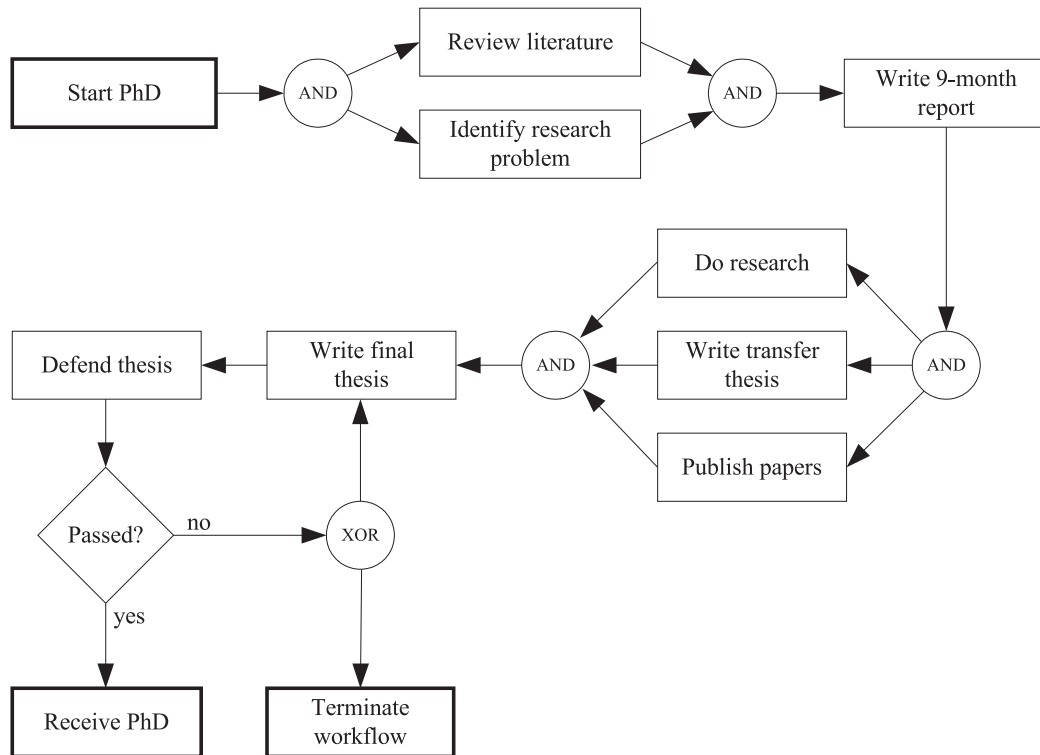 Review literature
Start PhD
AND
AND
Write 9-month
report
Identify research
problem
Do research
Defend thesis
Write final
thesis
AND
Write transfer
thesis
AND
Publish papers
Passed?
no
XOR
yes
Receive PhD
Terminate
workflow